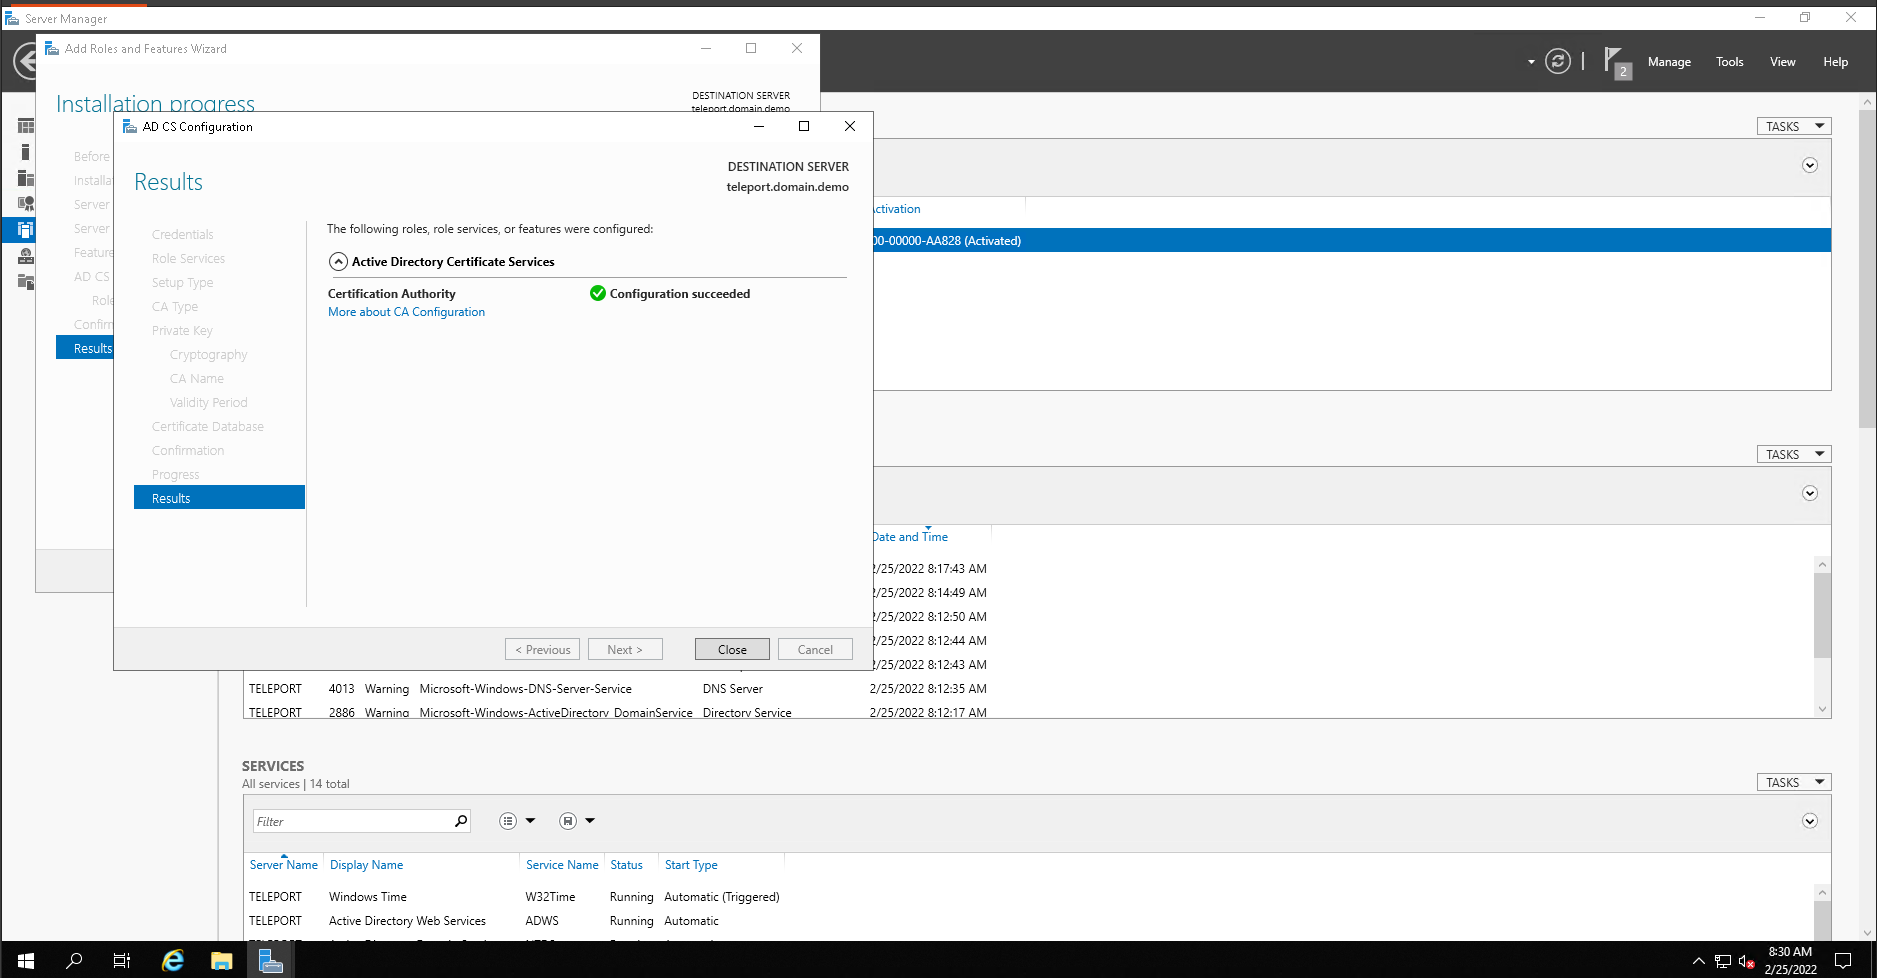 Server Manager
Manage
Tools
View
Help
2
Add Roles and Features Wizard
Installation progress
DESTINATION SERVER
teleport.domain.demo
Before
Installa
Server
Server
Feature
AD CS
Role
Confirm
Results
AD CS Configuration
Results
DESTINATION SERVER
teleport.domain.demo
Credentials
Role Services
Setup Type
CA Type
Private Key
Cryptography
CA Name
Validity Period
Certificate Database
Confirmation
Progress
Results
The following roles, role services, or features were configured:
Active Directory Certificate Services
Certification Authority
Configuration succeeded
More about CA Configuration
< Previous
Next >
Close
Cancel
TASKS
Activation
00-00000-AA828 (Activated)
TASKS
Date and Time
2/25/2022 8:17:43 AM
2/25/2022 8:14:49 AM
2/25/2022 8:12:50 AM
2/25/2022 8:12:44 AM
2/25/2022 8:12:43 AM
TELEPORT 4013 Warning Microsoft-Windows-DNS-Server-Service DNS Server 2/25/2022 8:12:35 AM
TELEPORT 2886 Warning Microsoft-Windows-ActiveDirectory_DomainService Directory Service 2/25/2022 8:12:17 AM
SERVICES
All services | 14 total
TASKS
Filter
Server Name Display Name Service Name Status Start Type
TELEPORT Windows Time W32Time Running Automatic (Triggered)
TELEPORT Active Directory Web Services ADWS Running Automatic
8:30 AM
2/25/2022